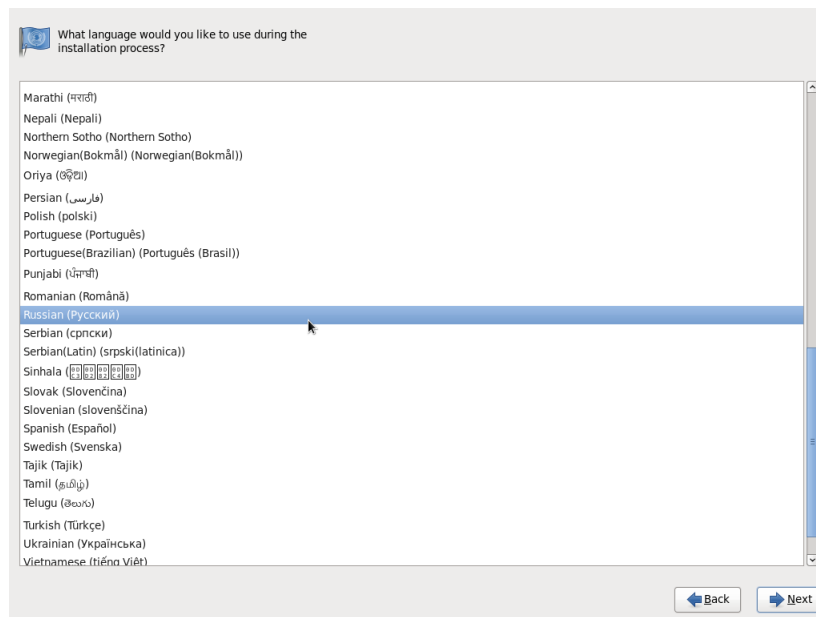 What language would you like to use during the
installation process?
Marathi (मराठी)
Nepali (Nepali)
Northern Sotho (Northern Sotho)
Norwegian(Bokmål) (Norwegian(Bokmål))
Oriya (ଓଡ଼ିଆ)
Persian (فارسی)
Polish (polski)
Portuguese (Português)
Portuguese(Brazilian) (Português (Brasil))
Punjabi (ਪੰਜਾਬੀ)
Romanian (Română)
Russian (Русский)
Serbian (српски)
Serbian(Latin) (srpski(latinica))
Sinhala ()
Slovak (Slovenčina)
Slovenian (slovenščina)
Spanish (Español)
Swedish (Svenska)
Tajik (Tajik)
Tamil (தமிழ்)
Telugu (తెలుగు)
Turkish (Türkçe)
Ukrainian (Українська)
Vietnamese (tiếng Việt)
Back
Next